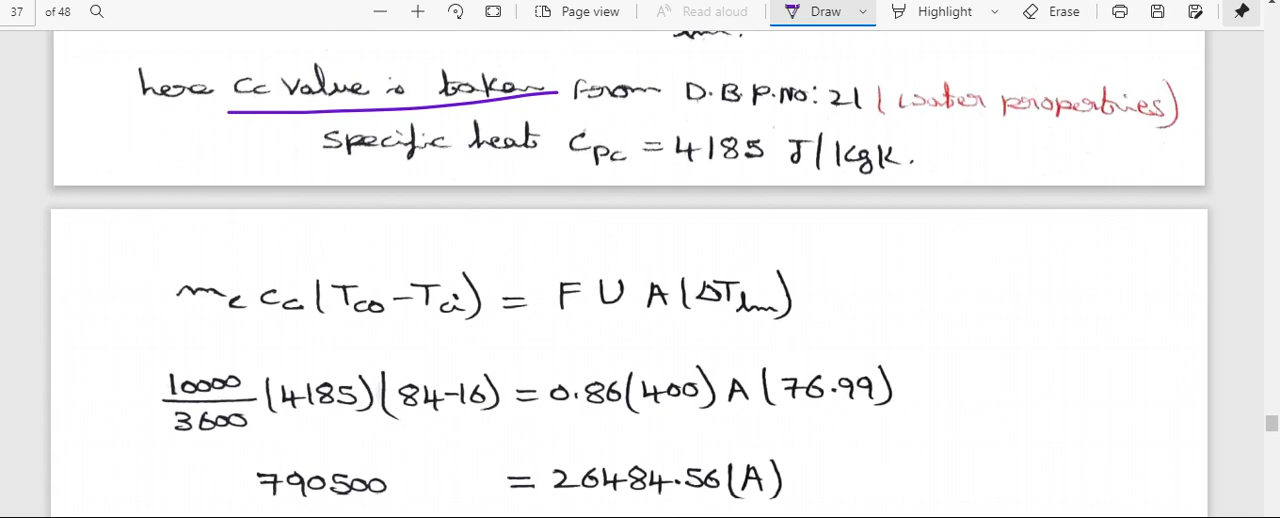 37 of 48 Page view Read aloud Draw Highlight Erase
here Cc value is taken from D.B P.No: 21 (water properties)
specific heat Cpc = 4185 J/kgK.
mc Cc (Tco-Tci) = F U A (ΔTlm)
10000/3600 (4185)(84-16) = 0.86(400) A (76.99)
790500 = 26484.56(A)